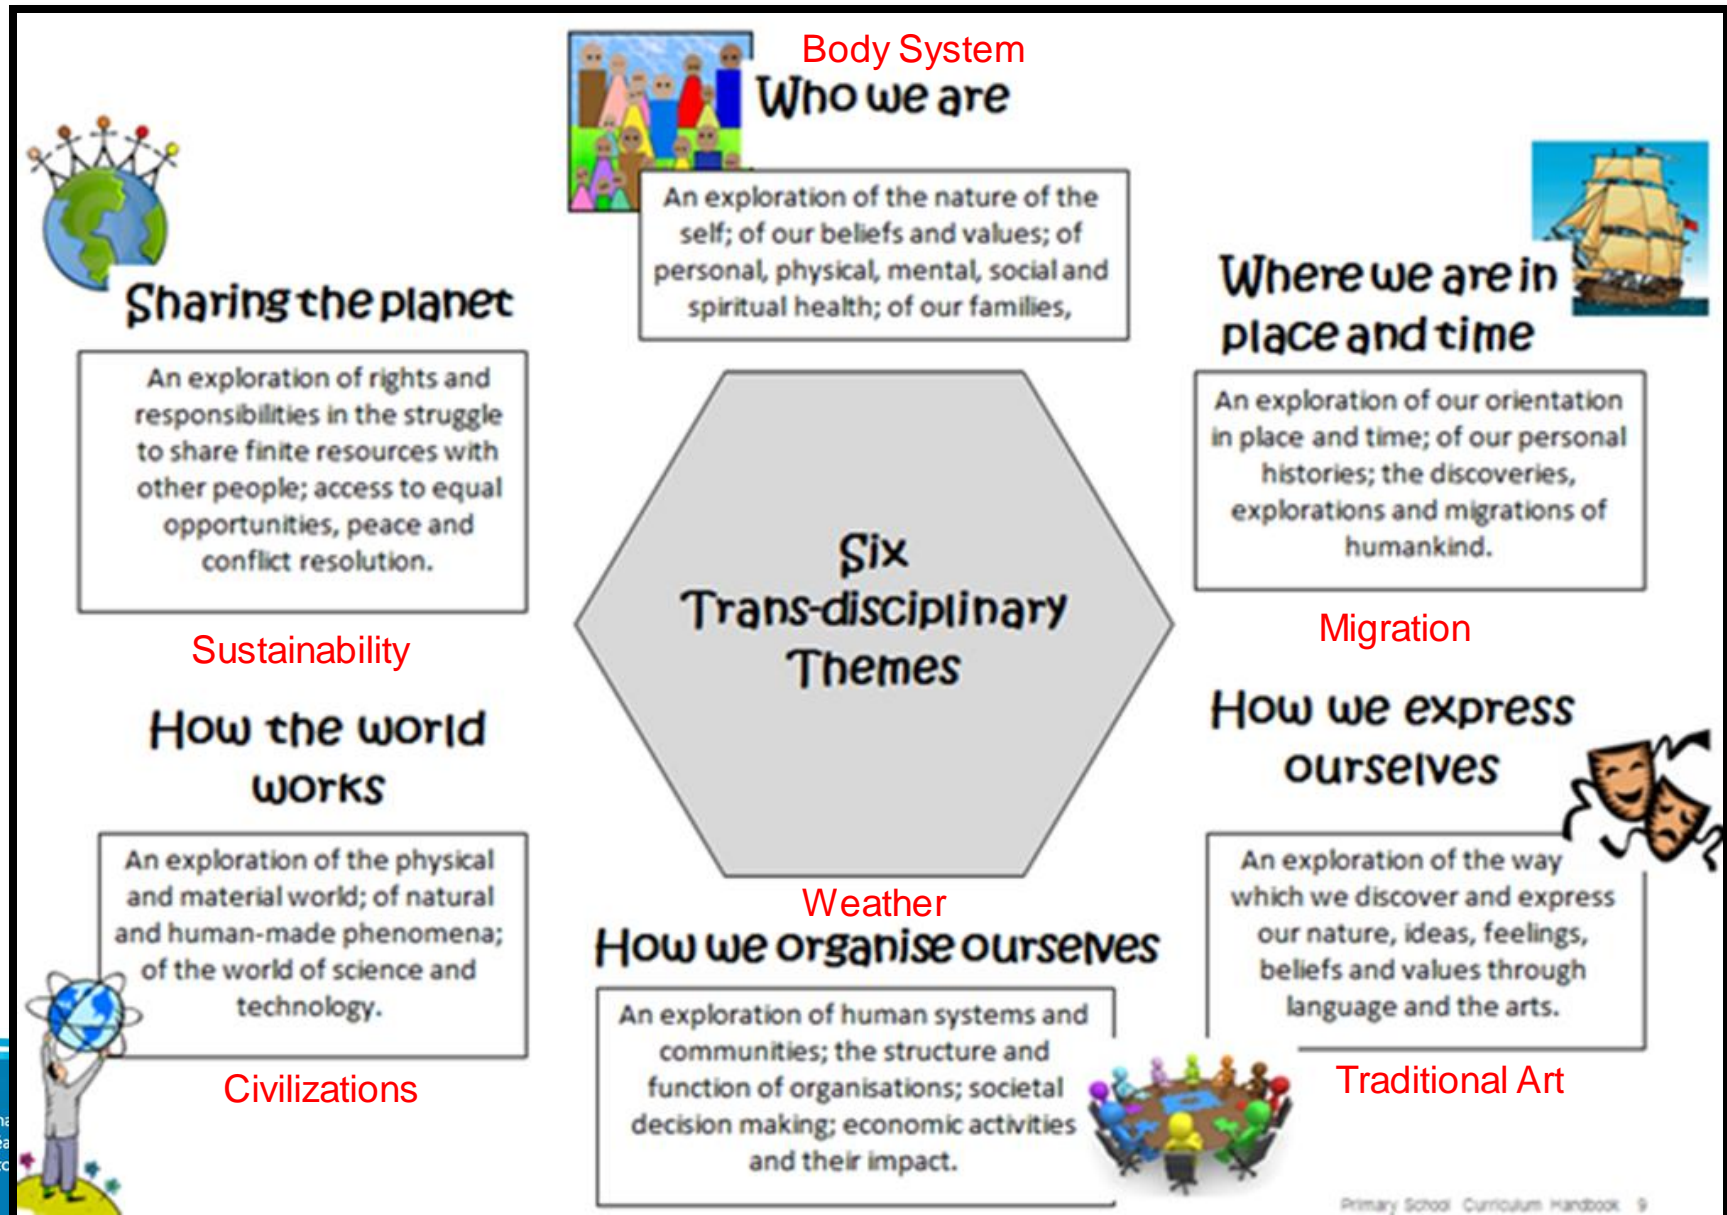 Body System
Who we are
An exploration of the nature of the
self; of our beliefs and values; of
personal, physical, mental, social and
spiritual health; of our families,
Sharing the planet
An exploration of rights and
responsibilities in the struggle
to share finite resources with
other people; access to equal
opportunities, peace and
conflict resolution.
Sustainability
Where we are in
place and time
An exploration of our orientation
in place and time; of our personal
histories; the discoveries,
explorations and migrations of
humankind.
Migration
Six
Trans-disciplinary
Themes
How the world
works
An exploration of the physical
and material world; of natural
and human-made phenomena;
of the world of science and
technology.
Civilizations
Weather
How we organise ourselves
An exploration of human systems and
communities; the structure and
function of organisations; societal
decision making; economic activities
and their impact.
How we express
ourselves
An exploration of the way
which we discover and express
our nature, ideas, feelings,
beliefs and values through
language and the arts.
Traditional Art
Primary School Curriculum Handbook 9